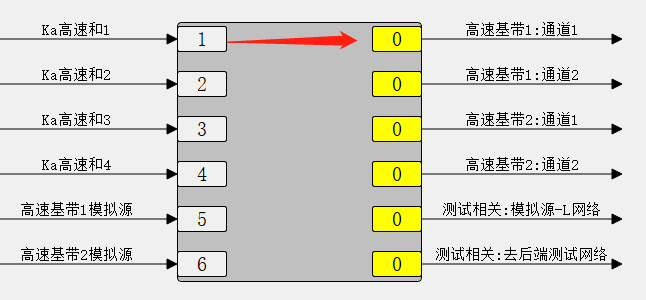 Ka高速和1 1 0 高速基带1:通道1
Ka高速和2 2 0 高速基带1:通道2
Ka高速和3 3 0 高速基带2:通道1
Ka高速和4 4 0 高速基带2:通道2
高速基带1模拟源 5 0 测试相关:模拟源-L网络
高速基带2模拟源 6 0 测试相关:去后端测试网络